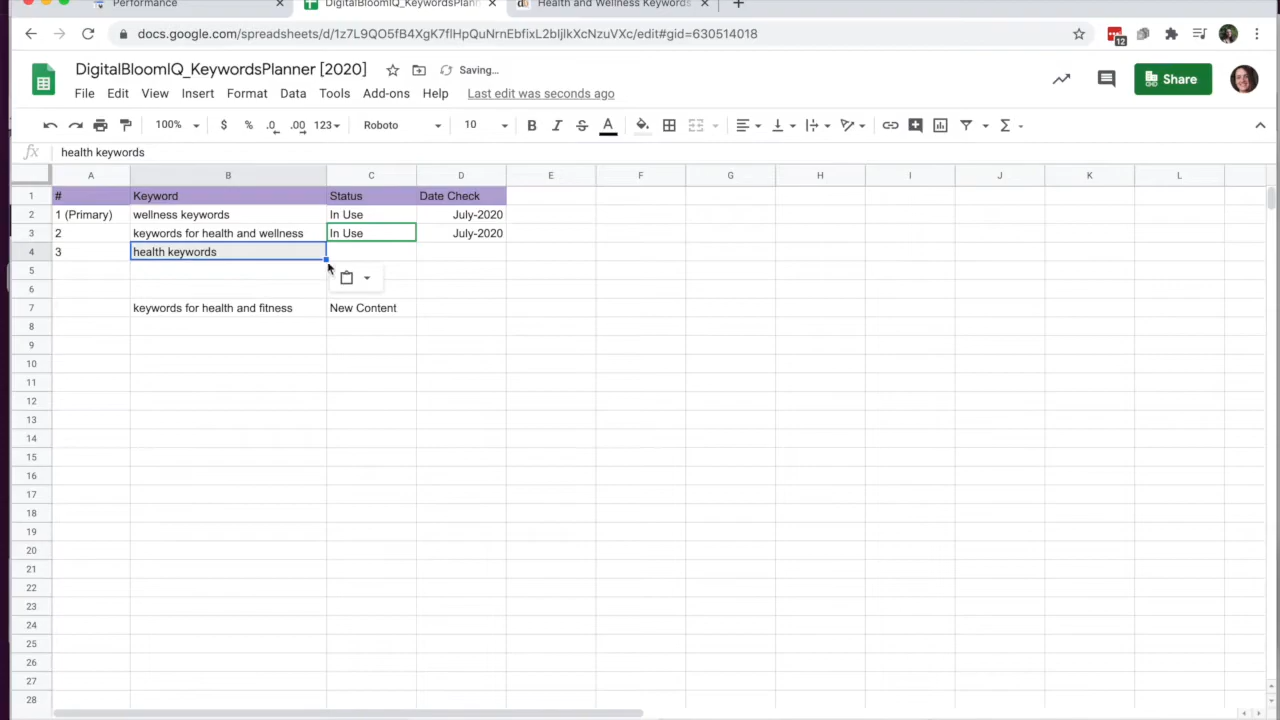 Performance
DigitalBloomIQ_KeywordsPlann
Health and Wellness Keywords
docs.google.com/spreadsheets/d/1z7L9QO5fB4XgK7flHpQuNrnEbfixL2bljlkXcNzuVXc/edit#gid=630514018
12
DigitalBloomIQ_KeywordsPlanner [2020]
Saving...
Share
File Edit View Insert Format Data Tools Add-ons Help Last edit was seconds ago
100% $ % .0 .00 123 Roboto 10 B I S A
fx health keywords
A B C D E F G H I J K L
1 # Keyword Status Date Check
2 1 (Primary) wellness keywords In Use July-2020
3 2 keywords for health and wellness In Use July-2020
4 3 health keywords
5
6
7 keywords for health and fitness New Content
8
9
10
11
12
13
14
15
16
17
18
19
20
21
22
23
24
25
26
27
28